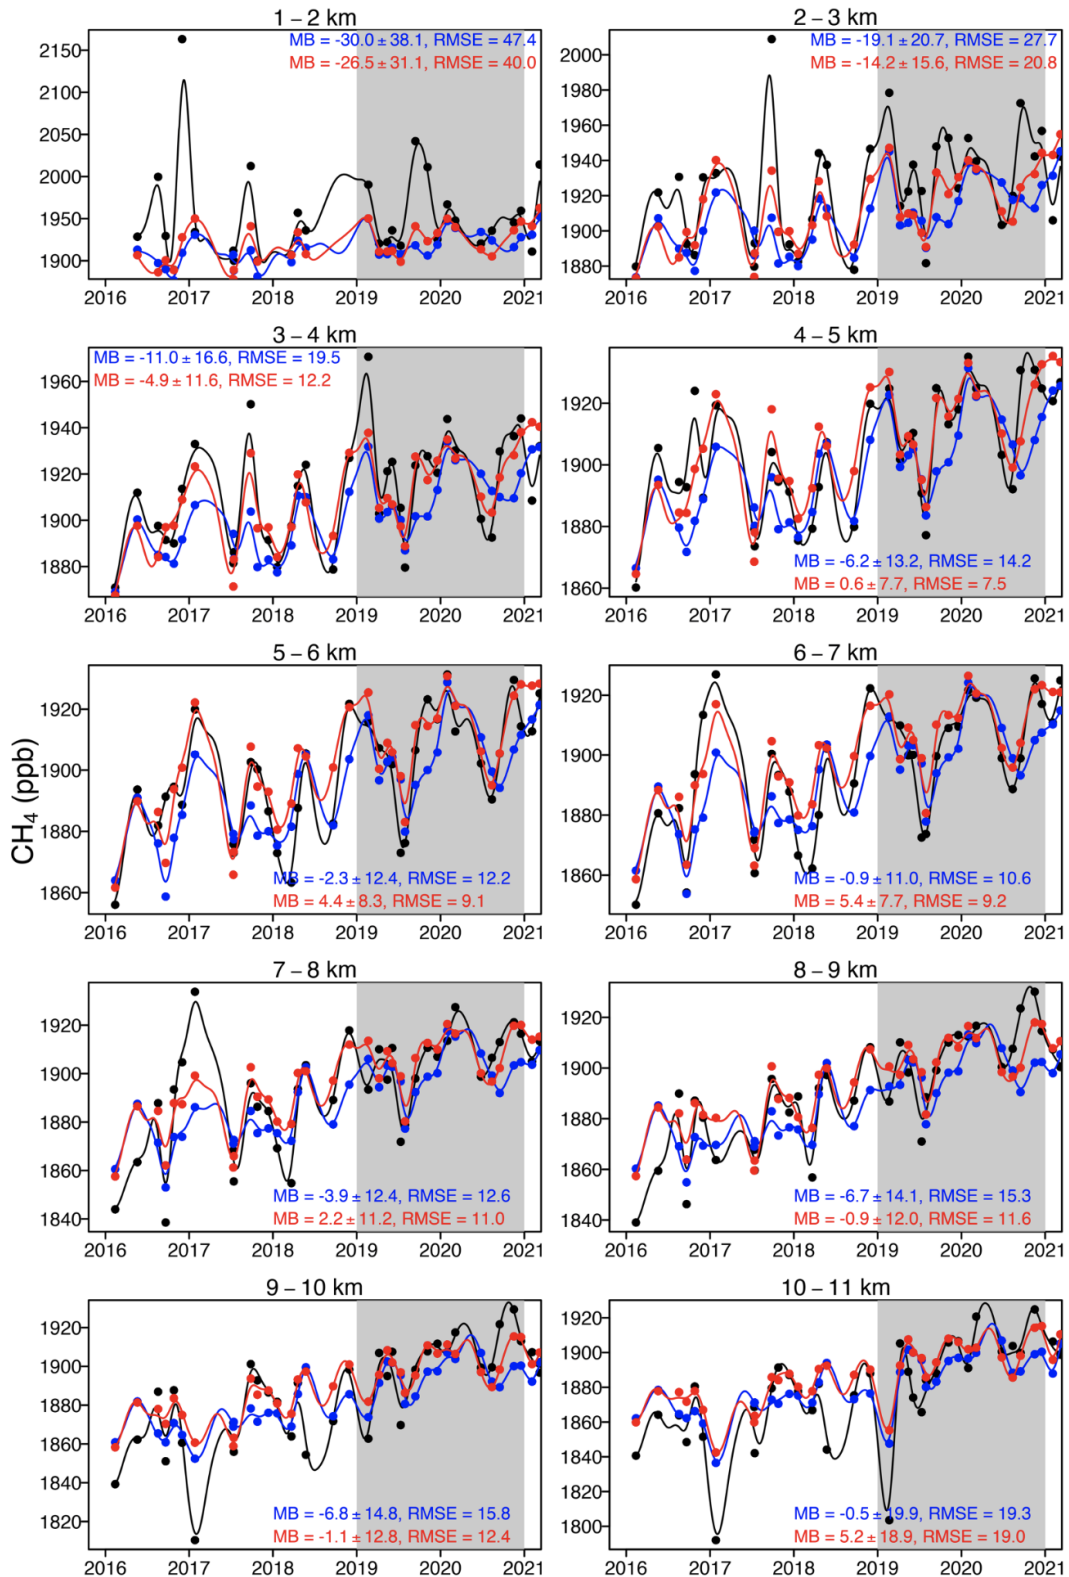 1 – 2 km
2150
2100
2050
2000
1950
1900
MB = -30.0 ± 38.1, RMSE = 47.4
MB = -26.5 ± 31.1, RMSE = 40.0
2016 2017 2018 2019 2020 2021
2 – 3 km
2000
1980
1960
1940
1920
1900
1880
MB = -19.1 ± 20.7, RMSE = 27.7
MB = -14.2 ± 15.6, RMSE = 20.8
2016 2017 2018 2019 2020 2021
3 – 4 km
1960
1940
1920
1900
1880
MB = -11.0 ± 16.6, RMSE = 19.5
MB = -4.9 ± 11.6, RMSE = 12.2
2016 2017 2018 2019 2020 2021
4 – 5 km
1920
1900
1880
1860
MB = -6.2 ± 13.2, RMSE = 14.2
MB = 0.6 ± 7.7, RMSE = 7.5
2016 2017 2018 2019 2020 2021
CH₄ (ppb)
5 – 6 km
1920
1900
1880
1860
MB = -2.3 ± 12.4, RMSE = 12.2
MB = 4.4 ± 8.3, RMSE = 9.1
2016 2017 2018 2019 2020 2021
6 – 7 km
1920
1900
1880
1860
MB = -0.9 ± 11.0, RMSE = 10.6
MB = 5.4 ± 7.7, RMSE = 9.2
2016 2017 2018 2019 2020 2021
7 – 8 km
1920
1900
1880
1860
1840
MB = -3.9 ± 12.4, RMSE = 12.6
MB = 2.2 ± 11.2, RMSE = 11.0
2016 2017 2018 2019 2020 2021
8 – 9 km
1920
1900
1880
1860
1840
MB = -6.7 ± 14.1, RMSE = 15.3
MB = -0.9 ± 12.0, RMSE = 11.6
2016 2017 2018 2019 2020 2021
9 – 10 km
1920
1900
1880
1860
1840
1820
MB = -6.8 ± 14.8, RMSE = 15.8
MB = -1.1 ± 12.8, RMSE = 12.4
2016 2017 2018 2019 2020 2021
10 – 11 km
1920
1900
1880
1860
1840
1820
1800
MB = -0.5 ± 19.9, RMSE = 19.3
MB = 5.2 ± 18.9, RMSE = 19.0
2016 2017 2018 2019 2020 2021